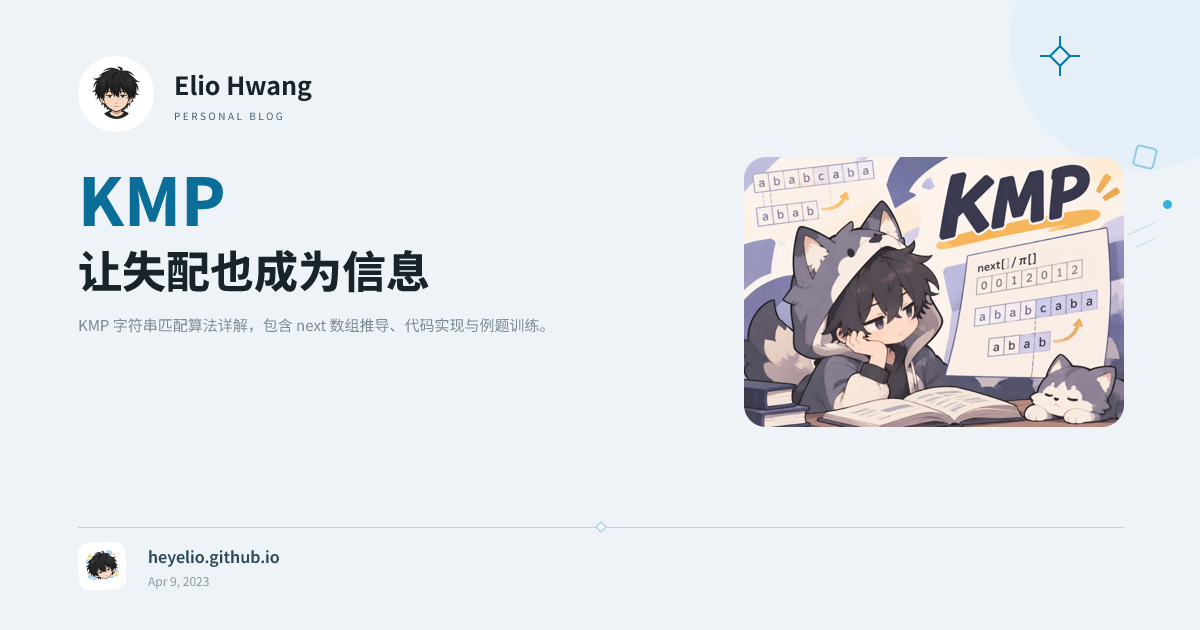 Elio Hwang
PERSONAL BLOG
KMP
让失配也成为信息
KMP 字符串匹配算法详解，包含 next 数组推导、代码实现与例题训练。
a b a b c a b a
a b a b
KMP
next[] / π[]
0 0 1 2 0 1 2
a b a b c a b a
a b a b
heyelio.github.io
Apr 9, 2023